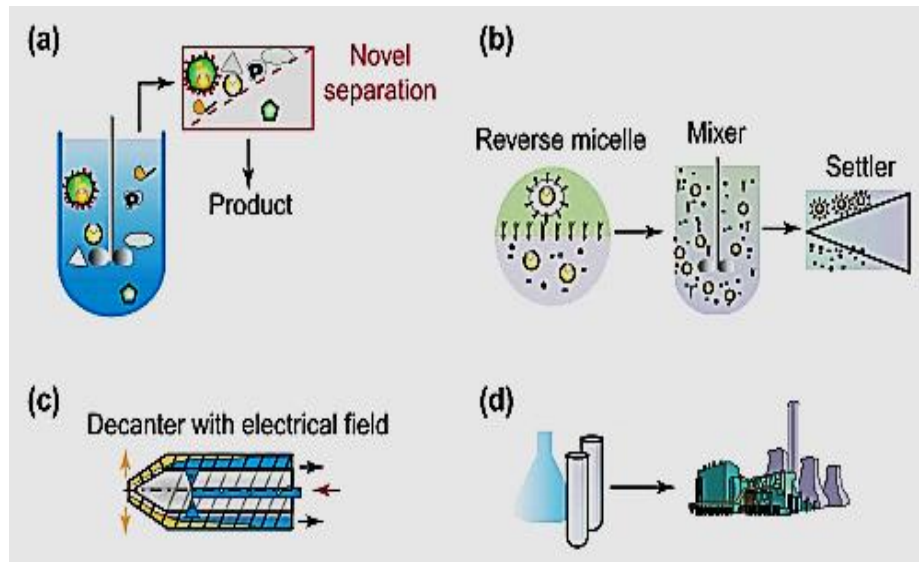 (a)
Novel
separation
Product
(b)
Reverse micelle
Mixer
Settler
(c)
Decanter with electrical field
(d)